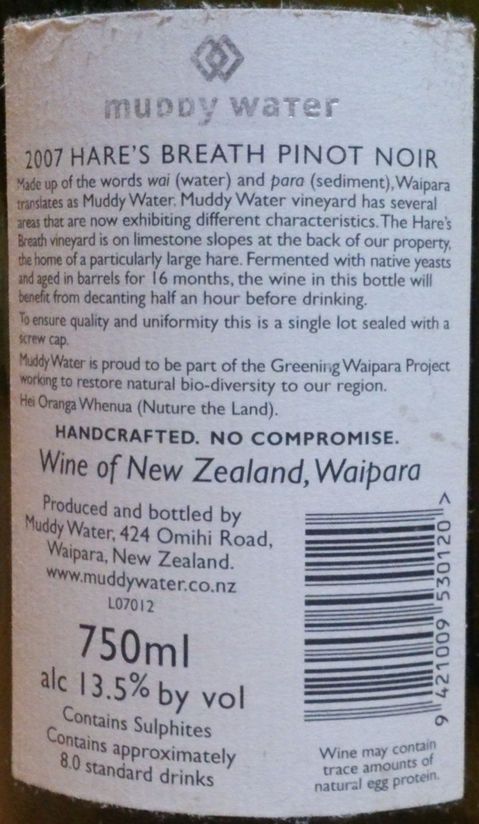 muddy water
2007 HARE'S BREATH PINOT NOIR
Made up of the words wai (water) and para (sediment), Waipara
translates as Muddy Water. Muddy Water vineyard has several
areas that are now exhibiting different characteristics. The Hare's
Breath vineyard is on limestone slopes at the back of our property,
the home of a particularly large hare. Fermented with native yeasts
and aged in barrels for 16 months, the wine in this bottle will
benefit from decanting half an hour before drinking.
To ensure quality and uniformity this is a single lot sealed with a
screw cap.
Muddy Water is proud to be part of the Greening Waipara Project
working to restore natural bio-diversity to our region.
Hei Oranga Whenua (Nuture the Land).
HANDCRAFTED. NO COMPROMISE.
Wine of New Zealand, Waipara
Produced and bottled by
Muddy Water, 424 Omihi Road,
Waipara, New Zealand.
www.muddywater.co.nz
L07012
750ml
alc 13.5% by vol
Contains Sulphites
Contains approximately
8.0 standard drinks
9 421009 530120 >
Wine may contain
trace amounts of
natural egg protein.